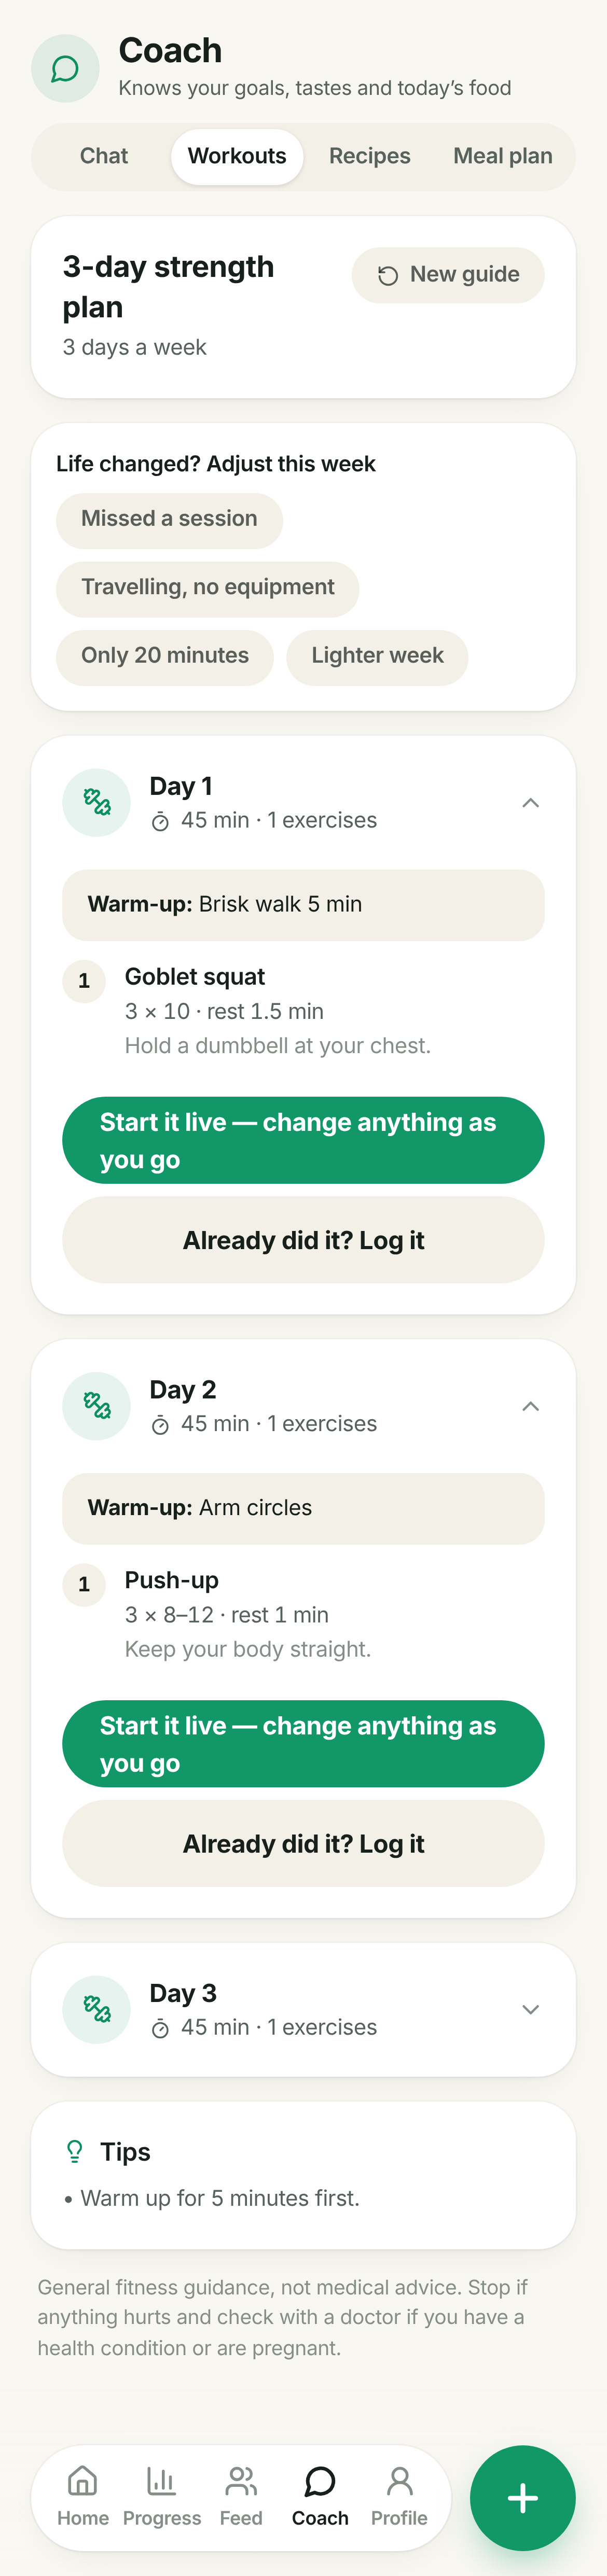 Coach
Knows your goals, tastes and today’s food
Chat
Workouts
Recipes
Meal plan
3-day strength
plan
3 days a week
New guide
Life changed? Adjust this week
Missed a session
Travelling, no equipment
Only 20 minutes
Lighter week
Day 1
45 min · 1 exercises
Warm-up: Brisk walk 5 min
1
Goblet squat
3 × 10 · rest 1.5 min
Hold a dumbbell at your chest.
Start it live — change anything as
you go
Already did it? Log it
Day 2
45 min · 1 exercises
Warm-up: Arm circles
1
Push-up
3 × 8–12 · rest 1 min
Keep your body straight.
Start it live — change anything as
you go
Already did it? Log it
Day 3
45 min · 1 exercises
Tips
• Warm up for 5 minutes first.
General fitness guidance, not medical advice. Stop if
anything hurts and check with a doctor if you have a
health condition or are pregnant.
Home
Progress
Feed
Coach
Profile